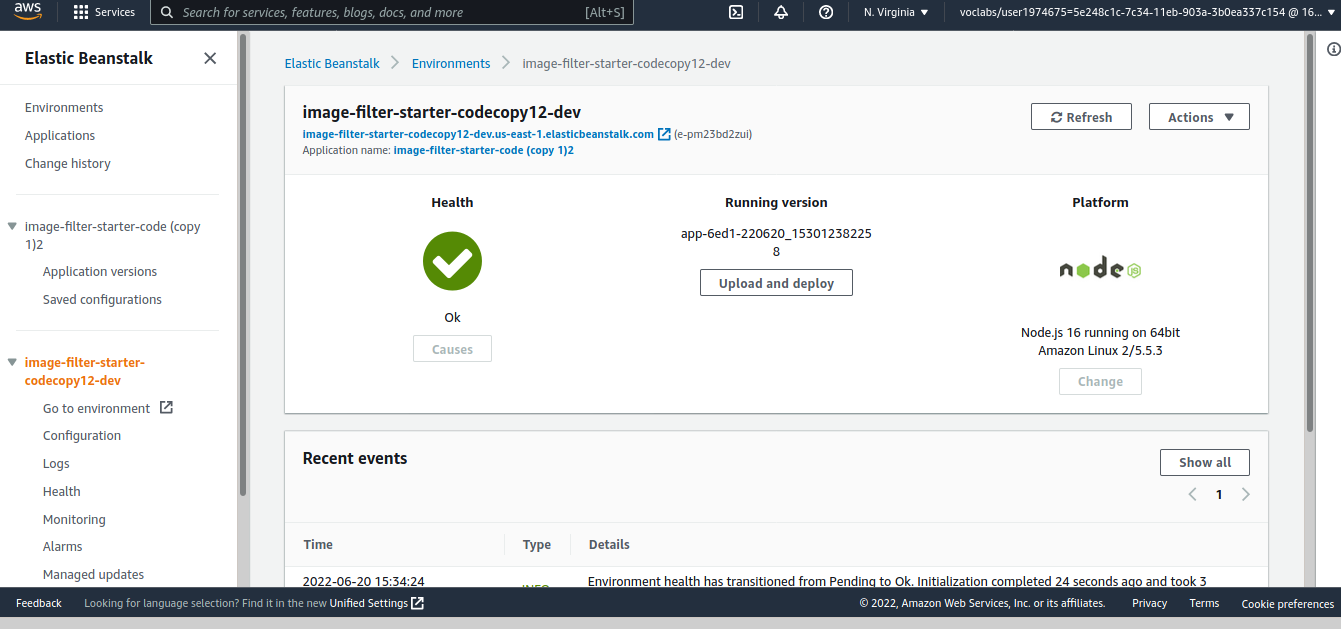 aws
Services
Search for services, features, blogs, docs, and more
[Alt+S]
N. Virginia
voclabs/user1974675=5e248c1c-7c34-11eb-903a-3b0ea337c154 @ 16...
Elastic Beanstalk
Environments
Applications
Change history
image-filter-starter-code (copy
1)2
Application versions
Saved configurations
image-filter-starter-
codecopy12-dev
Go to environment
Configuration
Logs
Health
Monitoring
Alarms
Managed updates
Elastic Beanstalk
Environments
image-filter-starter-codecopy12-dev
image-filter-starter-codecopy12-dev
image-filter-starter-codecopy12-dev.us-east-1.elasticbeanstalk.com (e-pm23bd2zui)
Application name: image-filter-starter-code (copy 1)2
Refresh
Actions
Health
Ok
Causes
Running version
app-6ed1-220620_15301238225
8
Upload and deploy
Platform
node
JS
Node.js 16 running on 64bit
Amazon Linux 2/5.5.3
Change
Recent events
Show all
1
Time
Type
Details
2022-06-20 15:34:24
INFO
Environment health has transitioned from Pending to Ok. Initialization completed 24 seconds ago and took 3
Feedback
Looking for language selection? Find it in the new Unified Settings
© 2022, Amazon Web Services, Inc. or its affiliates.
Privacy
Terms
Cookie preferences